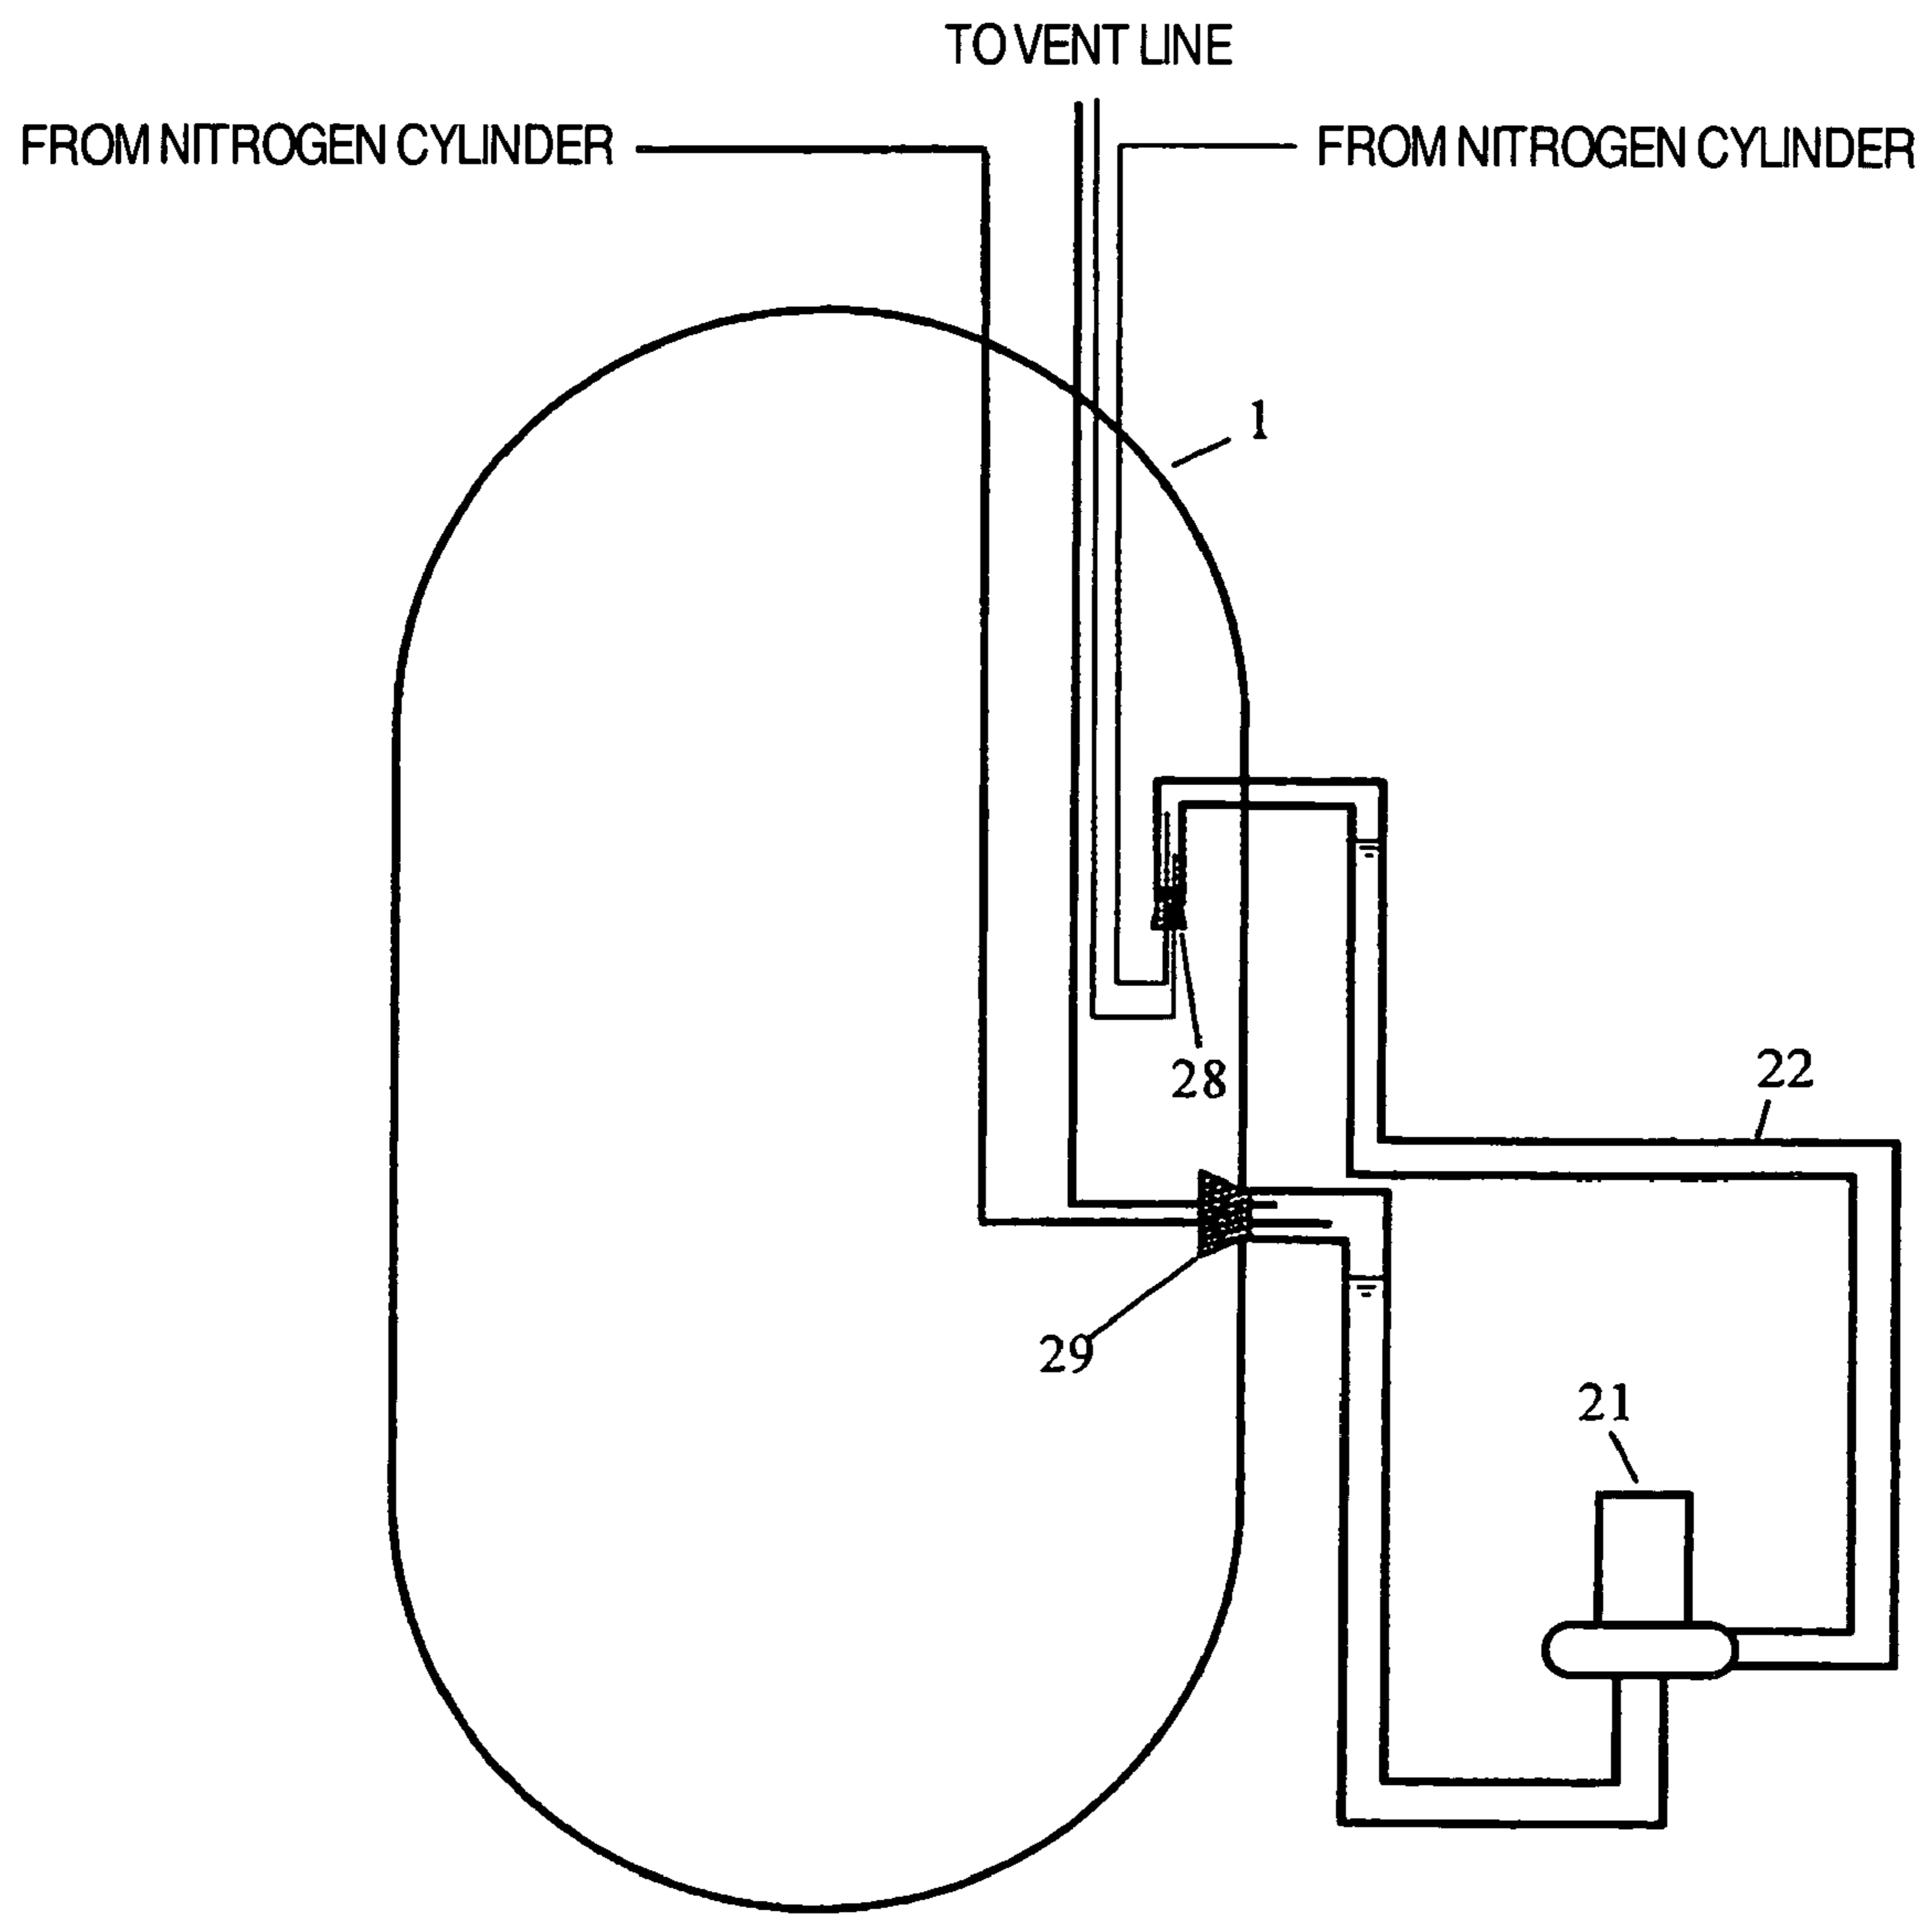 TO VENT LINE
FROM NITROGEN CYLINDER
FROM NITROGEN CYLINDER
1
28
22
29
21